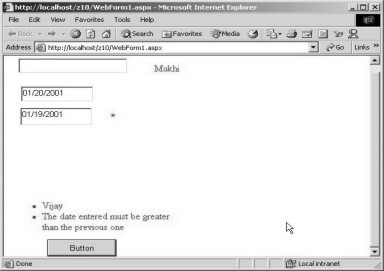 http://localhost/z10/WebForm1.aspx - Microsoft Internet Explorer
File Edit View Favorites Tools Help
Back Search Favorites Media
Address http://localhost/z10/WebForm1.aspx Go Links »
Mukhi
01/20/2001
01/19/2001 *
• Vijay
• The date entered must be greater
than the previous one
Button
Done Local intranet